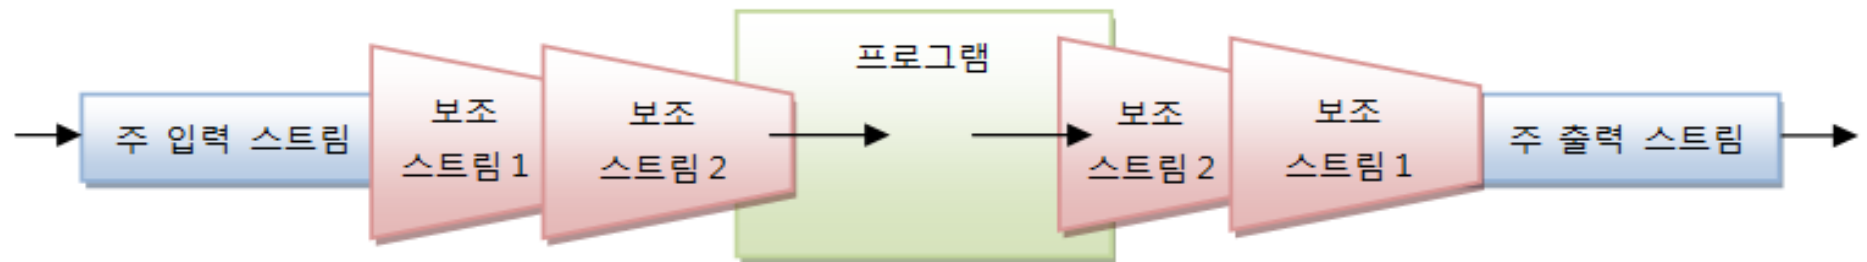 프로그램
주 입력 스트림
보조
스트림 1
보조
스트림 2
보조
스트림 2
보조
스트림 1
주 출력 스트림